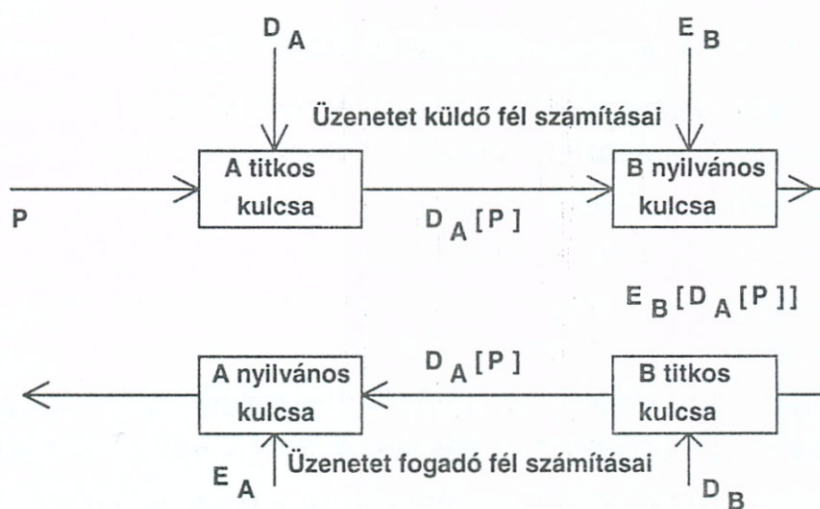 D A
E B
Üzenetet küldő fél számításai
A titkos
kulcsa
B nyilvános
kulcsa
P
D A [P]
E B [D A [P]]
D A [P]
A nyilvános
kulcsa
B titkos
kulcsa
E A
Üzenetet fogadó fél számításai
D B